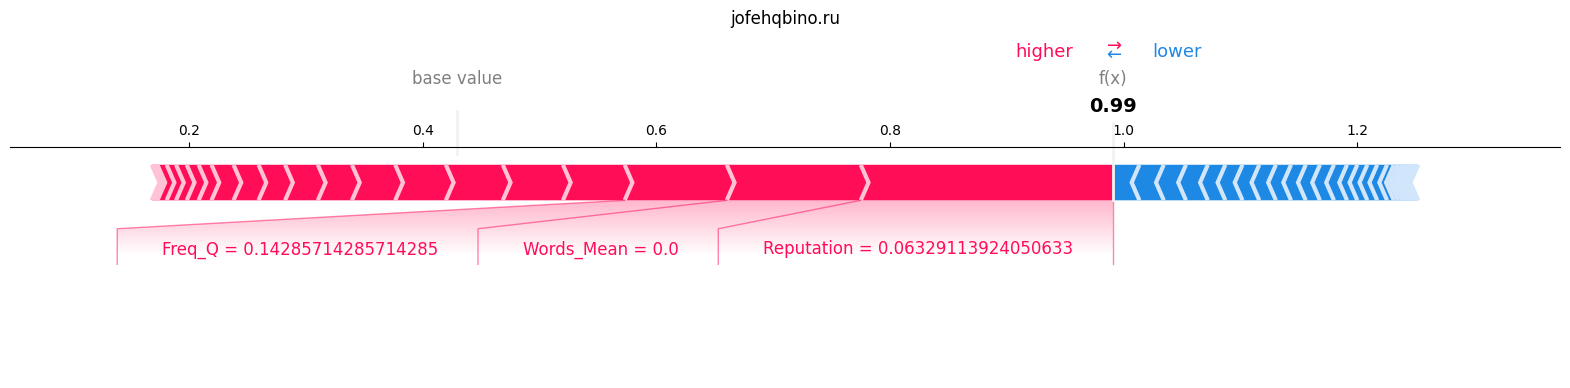 jofehqbino.ru
higher ⇄ lower
base value f(x)
0.99
0.2 0.4 0.6 0.8 1.0 1.2
Freq_Q = 0.14285714285714285 Words_Mean = 0.0 Reputation = 0.06329113924050633